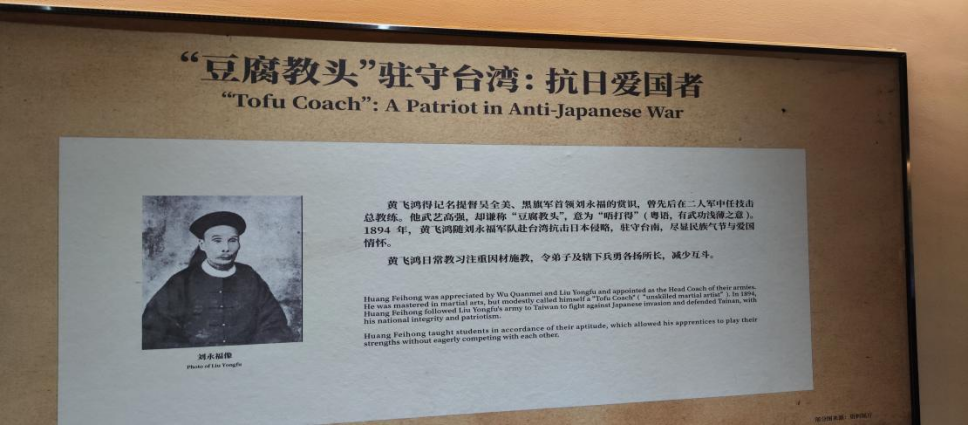 “豆腐教头”驻守台湾：抗日爱国者
“Tofu Coach”: A Patriot in Anti-Japanese War
黄飞鸿得记名提督吴全美、黑旗军首领刘永福的赏识，曾先后在二人军中任技击
总教练。他武艺高强，却谦称“豆腐教头”，意为“唔打得”（粤语，有武功浅薄之意）。
1894 年，黄飞鸿随刘永福军队赴台湾抗击日本侵略，驻守台南，尽显民族气节与爱国
情怀。
黄飞鸿日常教习注重因材施教，令弟子及辖下兵勇各扬所长，减少互斗。
Huang Feihong was appreciated by Wu Quanmei and Liu Yongfu and appointed as the Head Coach of their armies.
He was mastered in martial arts, but modestly called himself a “Tofu Coach” ( “unskilled martial artist” ). In 1894,
Huang Feihong followed Liu Yongfu's army to Taiwan to fight against Japanese invasion and defended Tainan, with
his national integrity and patriotism.
Huang Feihong taught students in accordance of their aptitude, which allowed his apprentices to play their
strengths without eagerly competing with each other.
刘永福像
Photo of Liu Yongfu